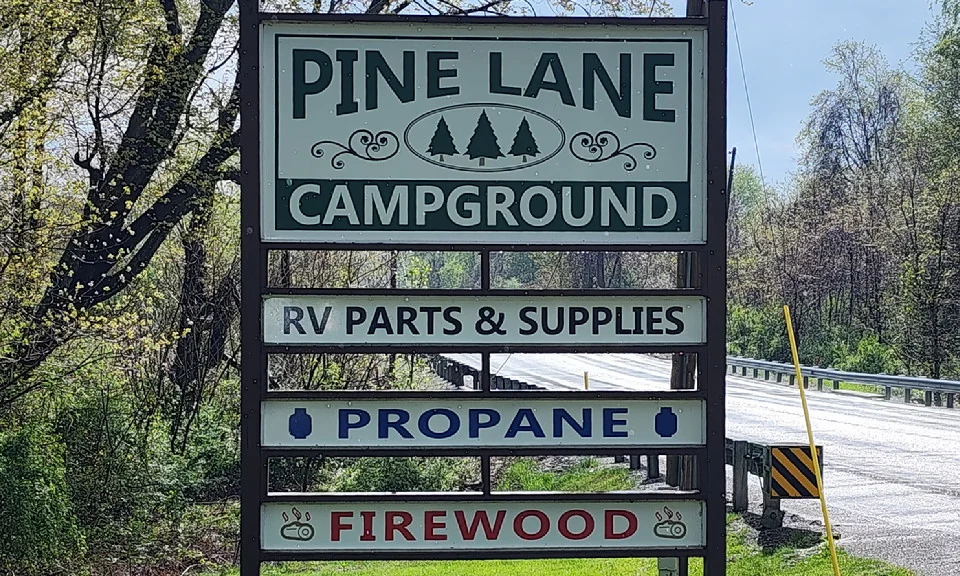 PINE LANE
CAMPGROUND
RV PARTS & SUPPLIES
PROPANE
FIREWOOD